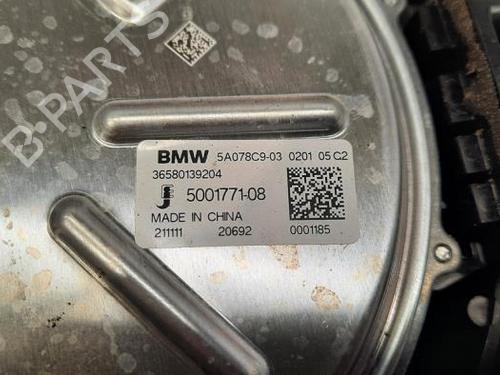 B-PARTS
BMW 5A078C9-03 0201 05 C2
36580139204
5001771-08
MADE IN CHINA
211111 20692 0001185